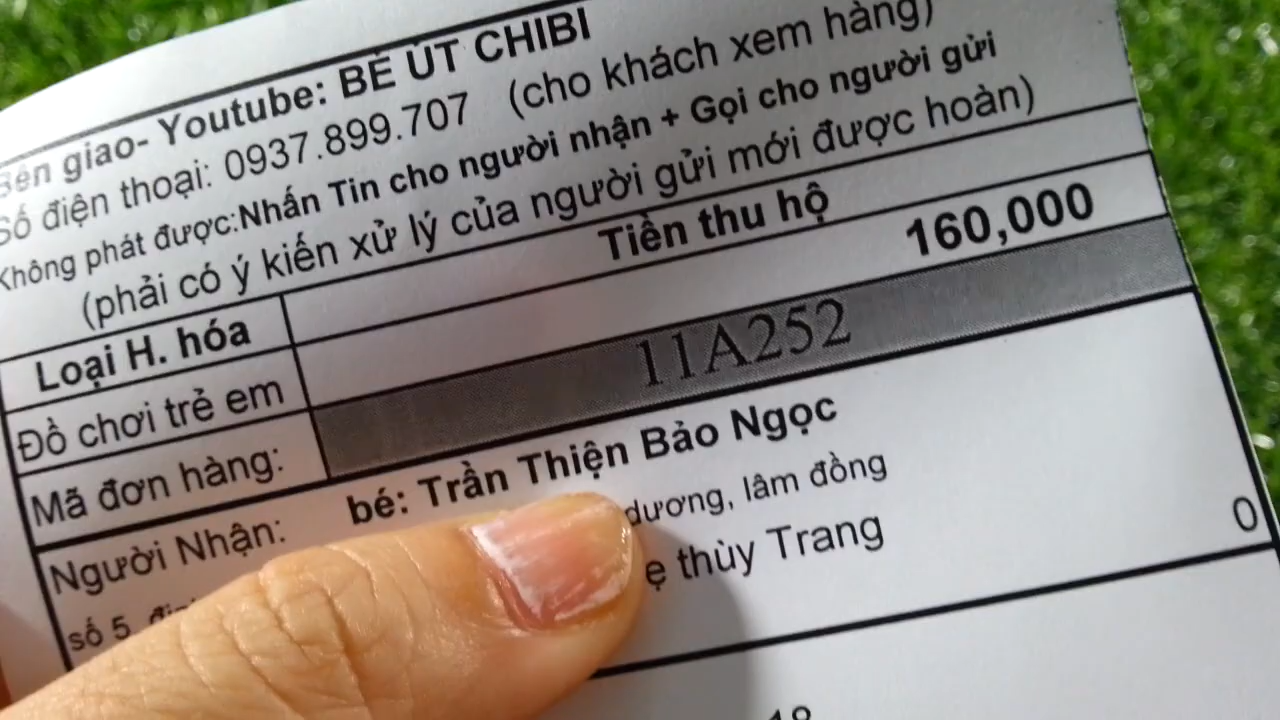 Bên giao- Youtube: BÉ ÚT CHIBI
Số điện thoại: 0937.899.707 (cho khách xem hàng)
Không phát được:Nhấn Tin cho người nhận + Gọi cho người gửi
(phải có ý kiến xử lý của người gửi mới được hoàn)
Loại H. hóa
Tiền thu hộ
Đồ chơi trẻ em
160,000
Mã đơn hàng:
11A252
Người Nhận:
bé: Trần Thiện Bảo Ngọc
số 5 dương, lâm đồng
thùy Trang
0